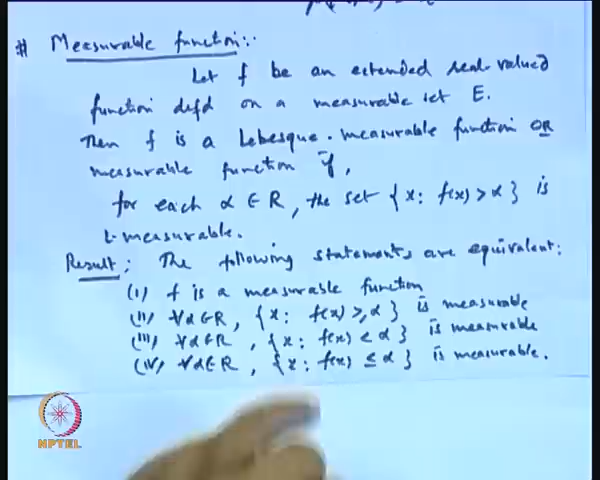 # Measurable function:-
Let f be an extended real-valued
function defd on a measurable set E.
Then f is a Lebesque-measurable function OR
measurable function if,
for each α ∈ R, the set {x: f(x) > α} is
L-measurable.
Result: The following statements are equivalent:
(i) f is a measurable function
(ii) ∀α∈R, {x: f(x) ≥ α} is measurable
(iii) ∀α∈R, {x: f(x) < α} is measurable
(iv) ∀α∈R, {x: f(x) ≤ α} is measurable.
NPTEL